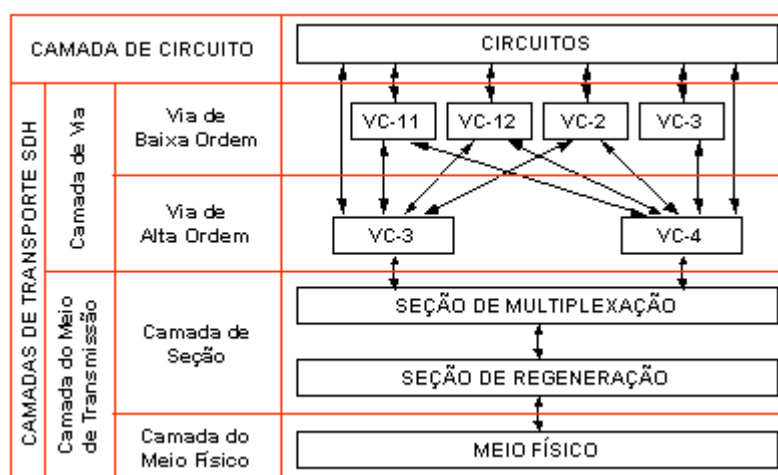 CAMADA DE CIRCUITO
CIRCUITOS
CAMADAS DE TRANSPORTE SDH
Camada de Via
Via de
Baixa Ordem
VC-11
VC-12
VC-2
VC-3
Via de
Alta Ordem
VC-3
VC-4
Camada do Meio
de Transmissão
Camada de
Seção
SEÇÃO DE MULTIPLEXAÇÃO
SEÇÃO DE REGENERAÇÃO
Camada do
Meio Físico
MEIO FÍSICO